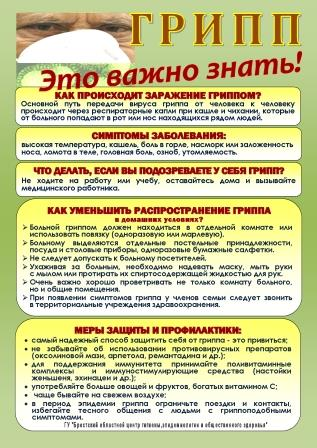 ГРИПП
Это важно знать!
КАК ПРОИСХОДИТ ЗАРАЖЕНИЕ ГРИППОМ?
Основной путь передачи вируса гриппа от человека к человеку
происходит через респираторные капли при кашле и чихании, которые
от больного попадают в рот или нос находящихся рядом людей.
СИМПТОМЫ ЗАБОЛЕВАНИЯ:
высокая температура, кашель, боль в горле, насморк или заложенность
носа, ломота в теле, головная боль, озноб, утомляемость.
ЧТО ДЕЛАТЬ, ЕСЛИ ВЫ ПОДОЗРЕВАЕТЕ У СЕБЯ ГРИПП?
Не ходите на работу или учебу, оставайтесь дома и вызывайте
медицинского работника.
КАК УМЕНЬШИТЬ РАСПРОСТРАНЕНИЕ ГРИППА
в домашних условиях?
➢ Больной гриппом должен находиться в отдельной комнате или
использовать повязку (одноразовую или марлевую).
➢ Больному выделяются отдельные постельные принадлежности,
посуда и столовые приборы, одноразовые бумажные салфетки.
➢ Не следует допускать к больному посетителей.
➢ Ухаживая за больным, необходимо надевать маску, мыть руки
с мылом или протирать их спиртосодержащей жидкостью для рук.
➢ Очень важно хорошо проветривать не только комнату больного,
но и общие помещения.
➢ При появлении симптомов гриппа у членов семьи следует звонить
в территориальные учреждения здравоохранения.
МЕРЫ ЗАЩИТЫ И ПРОФИЛАКТИКИ:
• самый надежный способ защитить себя от гриппа - это привиться;
• не забывайте об использовании противовирусных препаратов
(оксолиновой мази, арпетола, ремантадина и др.);
• для поддержания иммунитета принимайте поливитаминные
комплексы и иммуностимулирующие средства (настойки
женьшеня, эхинацеи и др.);
• употребляйте больше овощей и фруктов, богатых витамином С;
• чаще бывайте на свежем воздухе;
• в период эпидемии гриппа ограничьте поездки и контакты,
избегайте тесного общения с людьми с гриппоподобными
симптомами.
ГУ "Брестский областной центр гигиены, эпидемиологии и общественного здоровья"